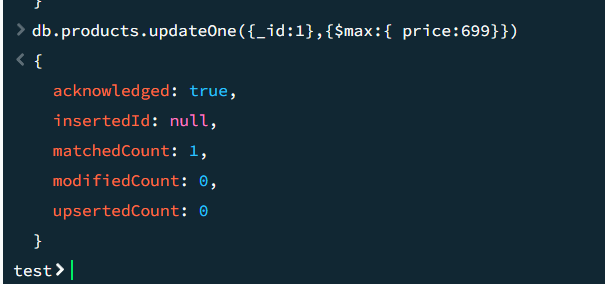 }
> db.products.updateOne({_id:1},{$max:{ price:699}})
< {
acknowledged: true,
insertedId: null,
matchedCount: 1,
modifiedCount: 0,
upsertedCount: 0
}
test>